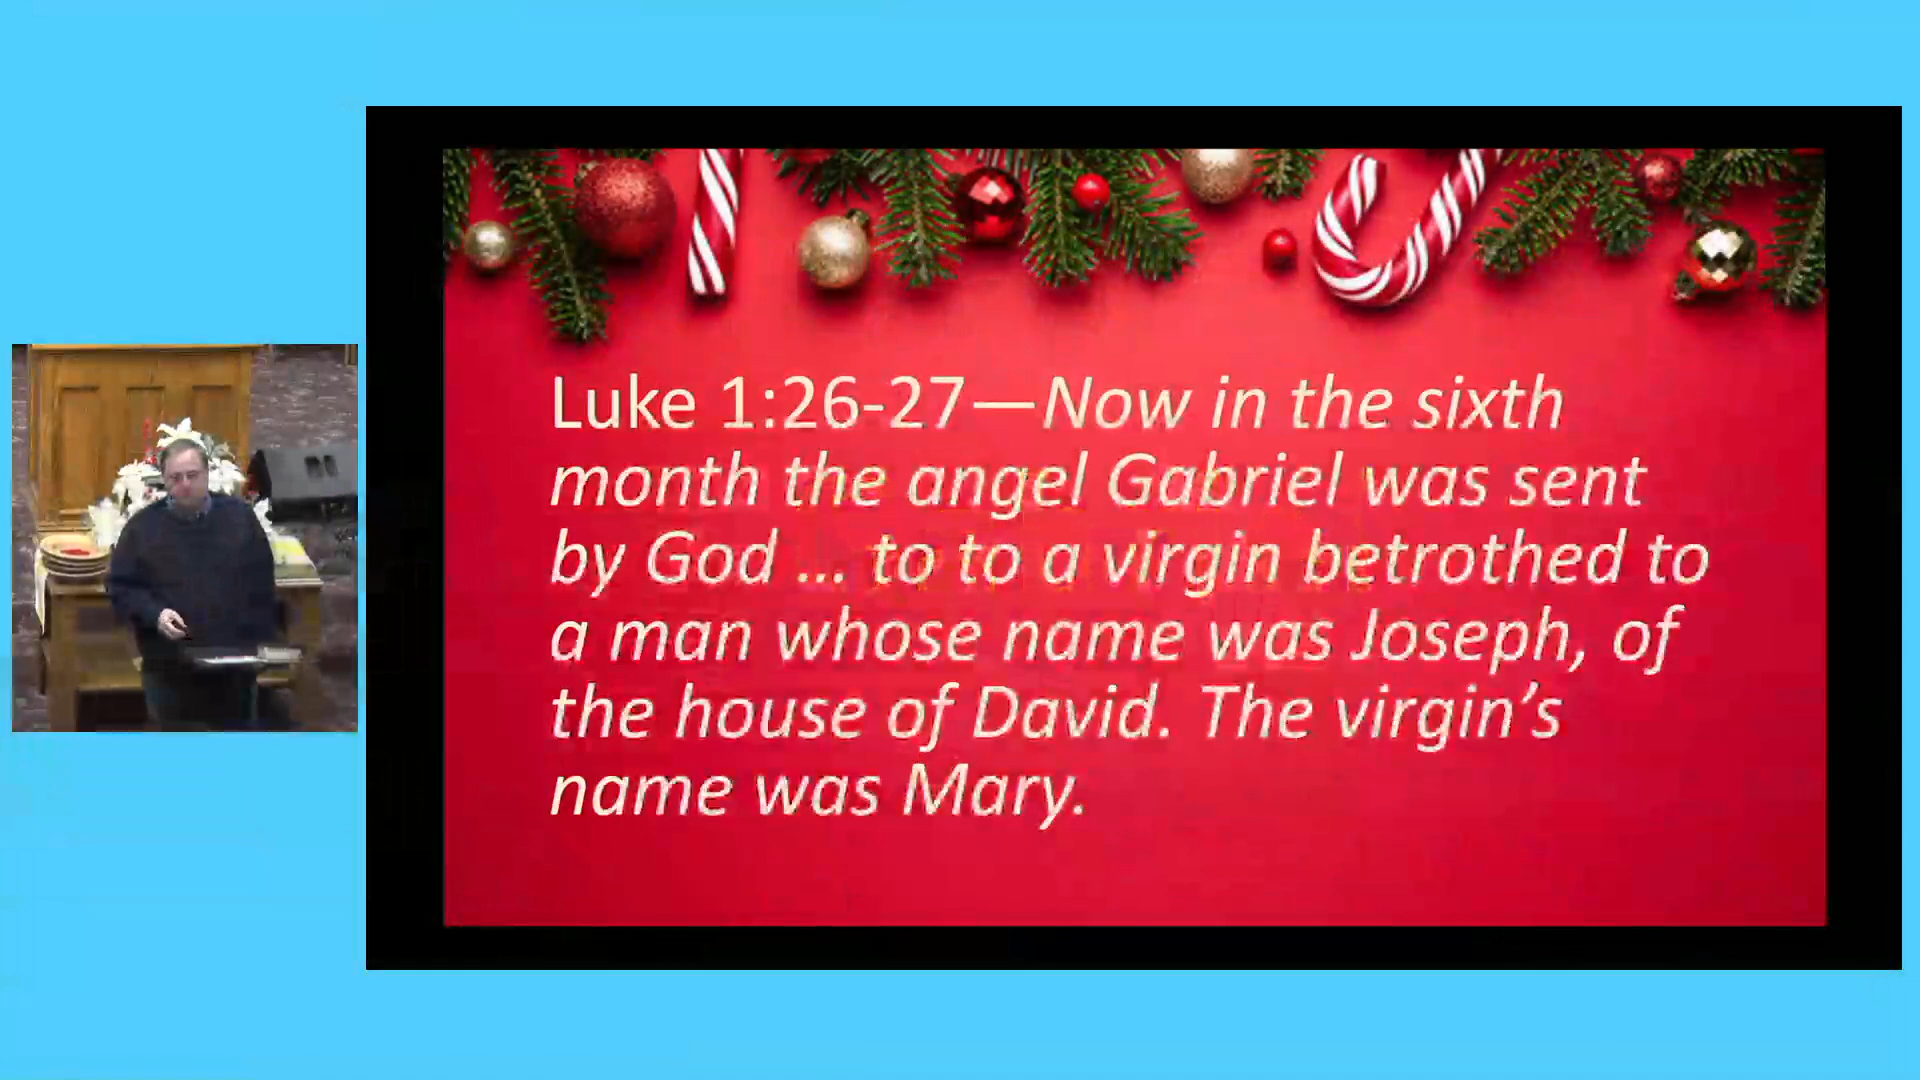 Luke 1:26-27—Now in the sixth
month the angel Gabriel was sent
by God ... to to a virgin betrothed to
a man whose name was Joseph, of
the house of David. The virgin’s
name was Mary.